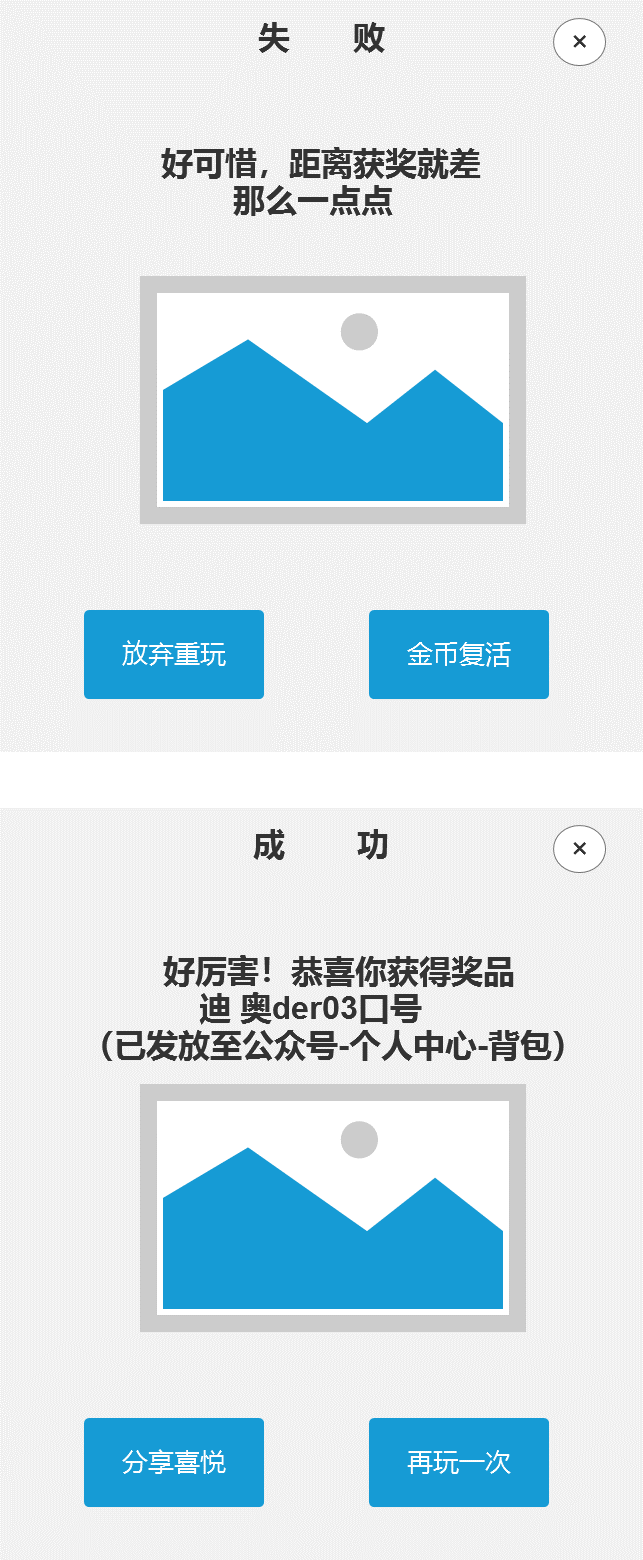 失 败
×
好可惜，距离获奖就差
那么一点点
放弃重玩
金币复活
成 功
×
好厉害！恭喜你获得奖品
迪 奥der03口号
（已发放至公众号-个人中心-背包）
分享喜悦
再玩一次